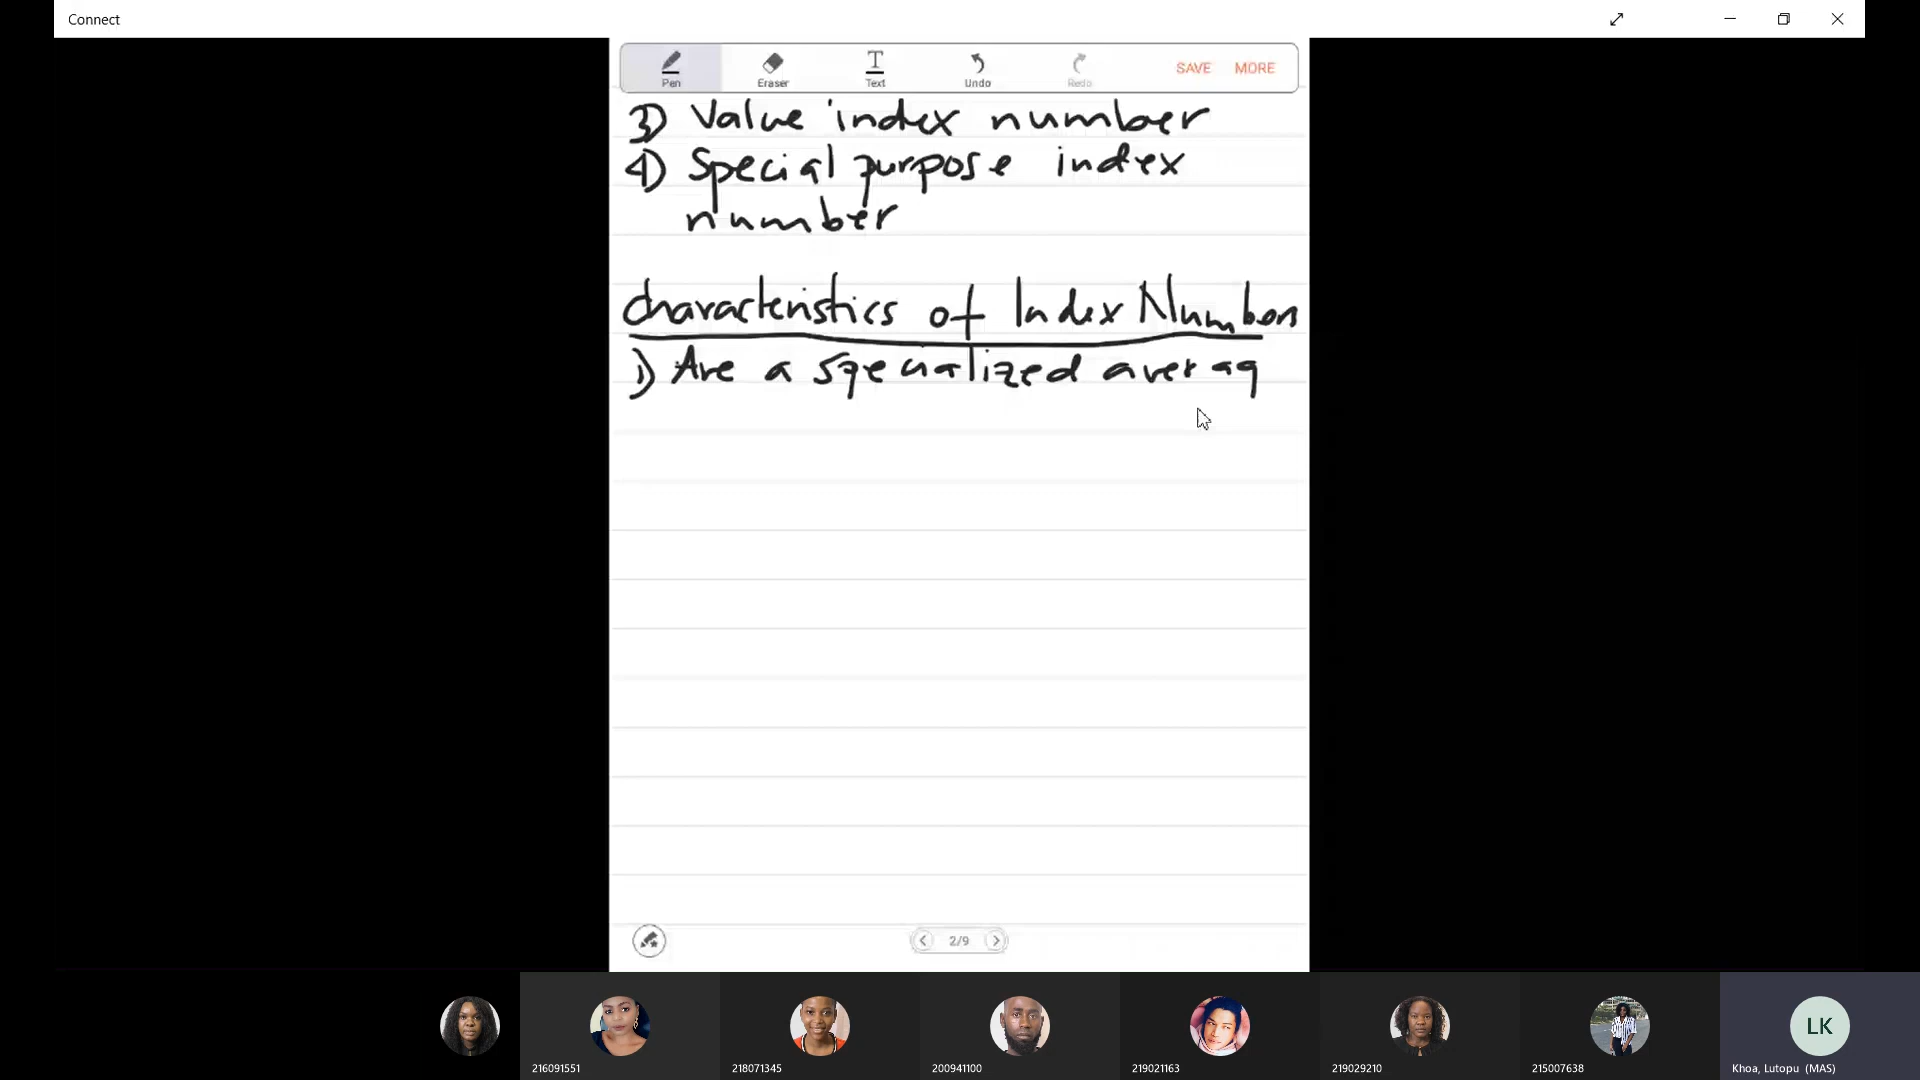 Connect
Pen
Eraser
Text
Undo
Redo
SAVE
MORE
3) Value index number
4) Special purpose index
number
Characteristics of Index Numbers
1) Are a specialized averag
2/9
216091551
218071345
200941100
219021163
219029210
215007638
LK
Khoa, Lutopu (MAS)